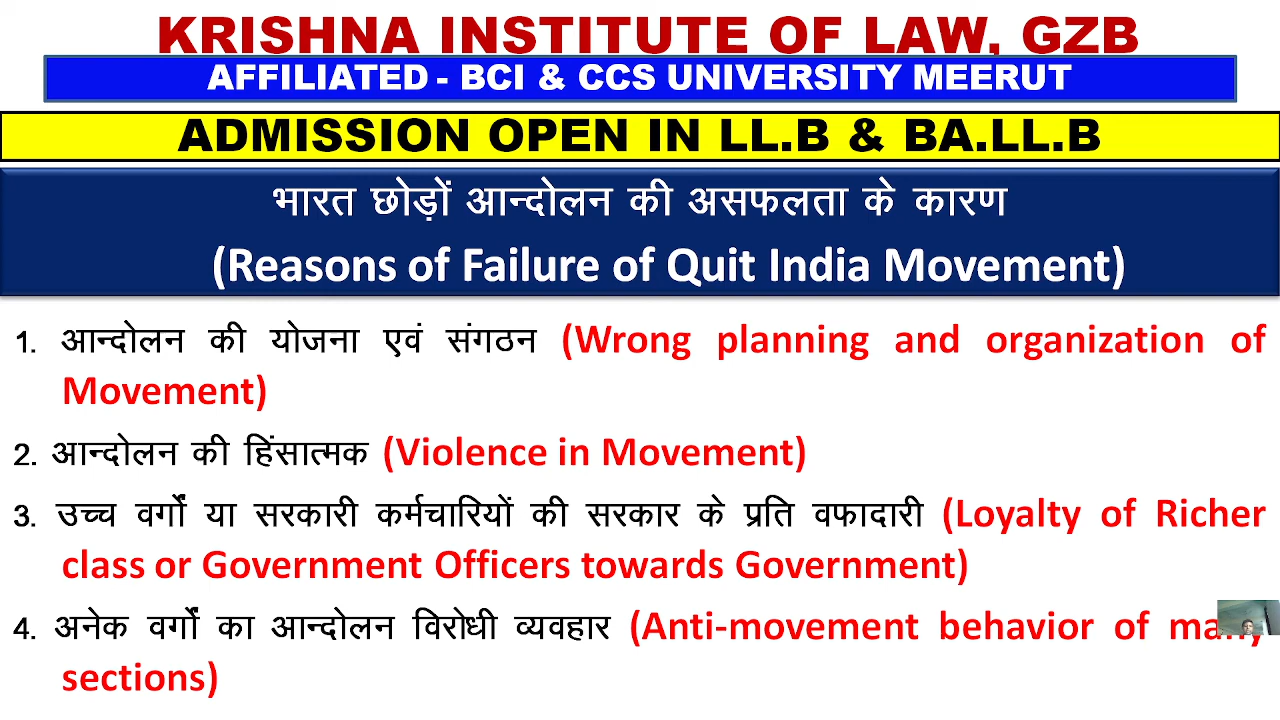 KRISHNA INSTITUTE OF LAW, GZB
AFFILIATED - BCI & CCS UNIVERSITY MEERUT
ADMISSION OPEN IN LL.B & BA.LL.B
भारत छोड़ों आन्दोलन की असफलता के कारण
(Reasons of Failure of Quit India Movement)
1. आन्दोलन की योजना एवं संगठन (Wrong planning and organization of
Movement)
2. आन्दोलन की हिंसात्मक (Violence in Movement)
3. उच्च वर्गों या सरकारी कर्मचारियों की सरकार के प्रति वफादारी (Loyalty of Richer
class or Government Officers towards Government)
4. अनेक वर्गों का आन्दोलन विरोधी व्यवहार (Anti-movement behavior of many
sections)